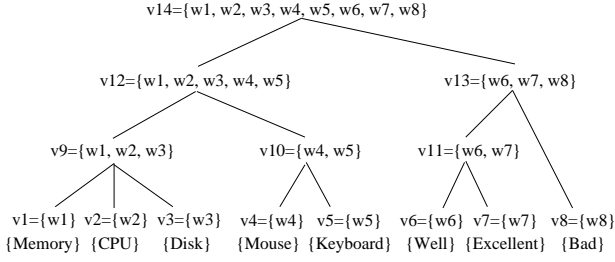 v14={w1, w2, w3, w4, w5, w6, w7, w8}
v12={w1, w2, w3, w4, w5} v13={w6, w7, w8}
v9={w1, w2, w3} v10={w4, w5} v11={w6, w7}
v1={w1} v2={w2} v3={w3} v4={w4} v5={w5} v6={w6} v7={w7} v8={w8}
{Memory} {CPU} {Disk} {Mouse} {Keyboard} {Well} {Excellent} {Bad}